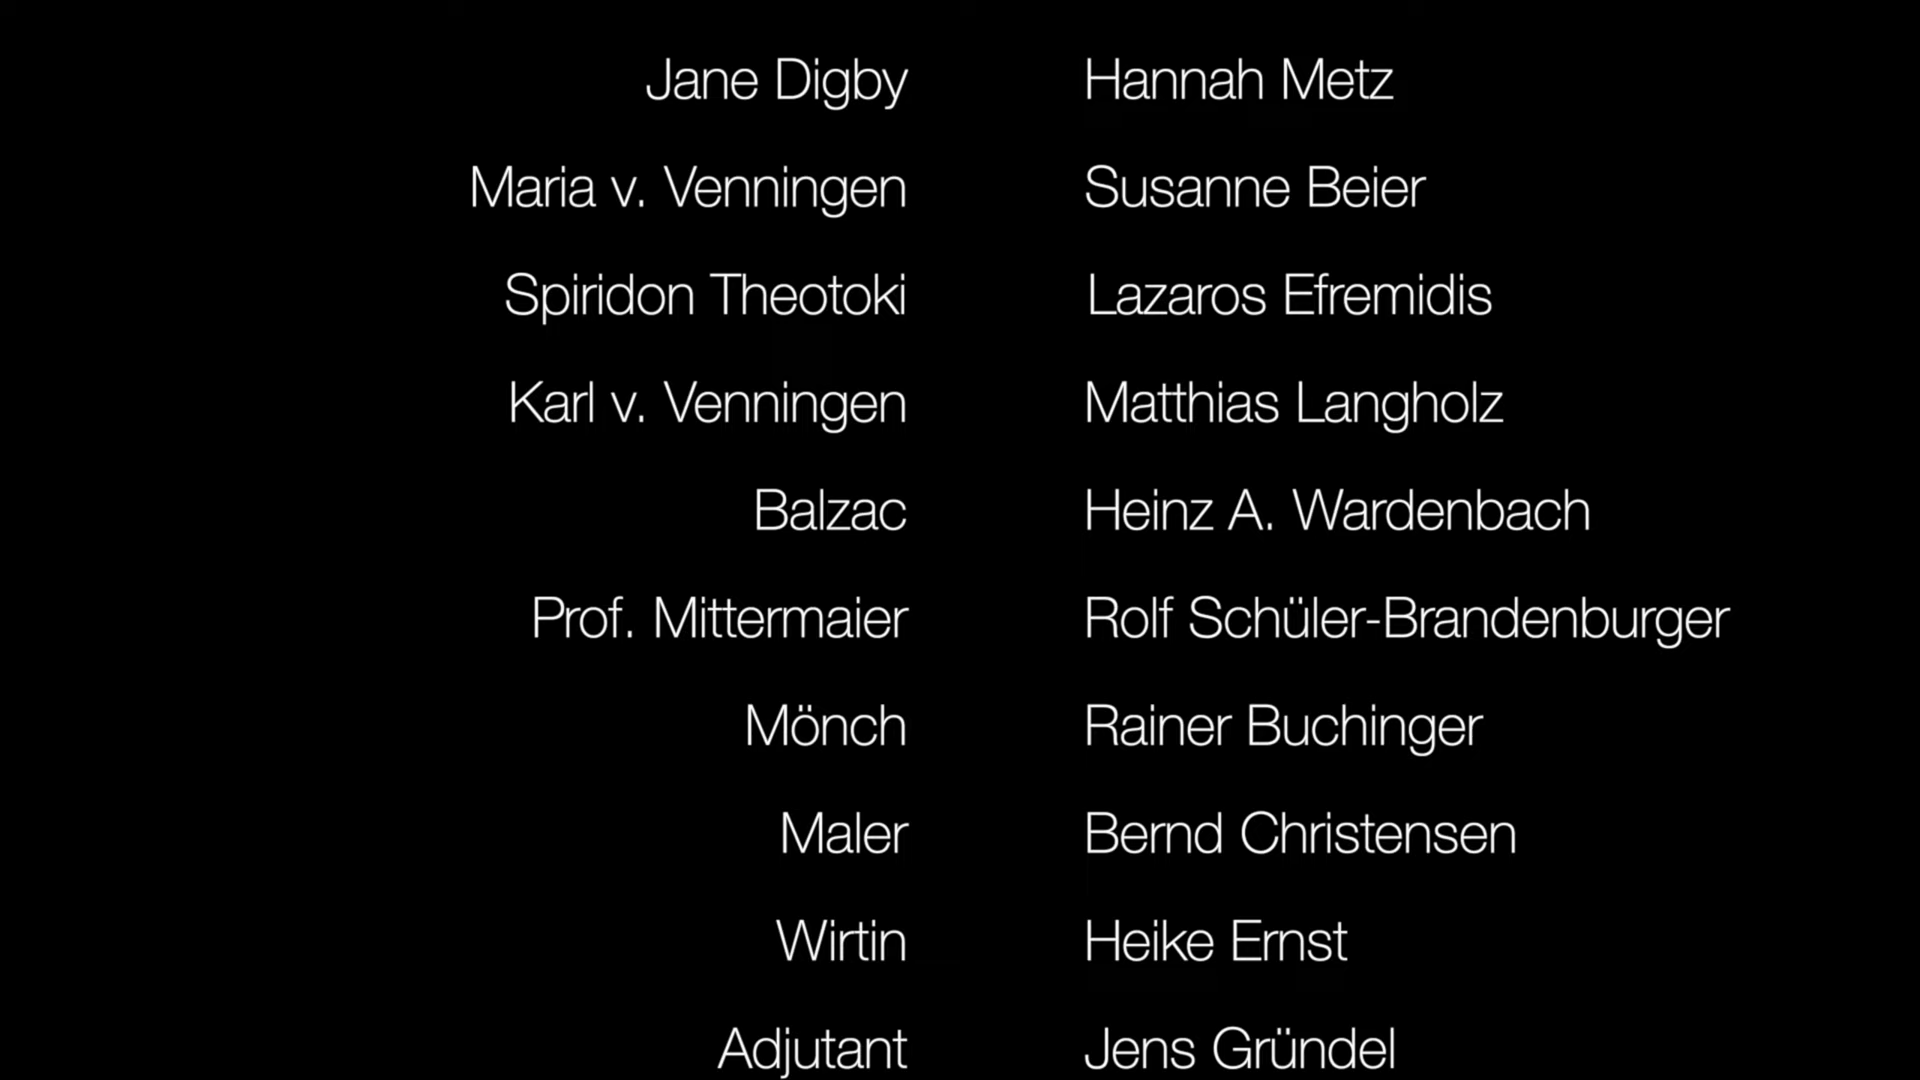 Jane Digby Hannah Metz
Maria v. Venningen Susanne Beier
Spiridon Theotoki Lazaros Efremidis
Karl v. Venningen Matthias Langholz
Balzac Heinz A. Wardenbach
Prof. Mittermaier Rolf Schüler-Brandenburger
Mönch Rainer Buchinger
Maler Bernd Christensen
Wirtin Heike Ernst
Adjutant Jens Gründel